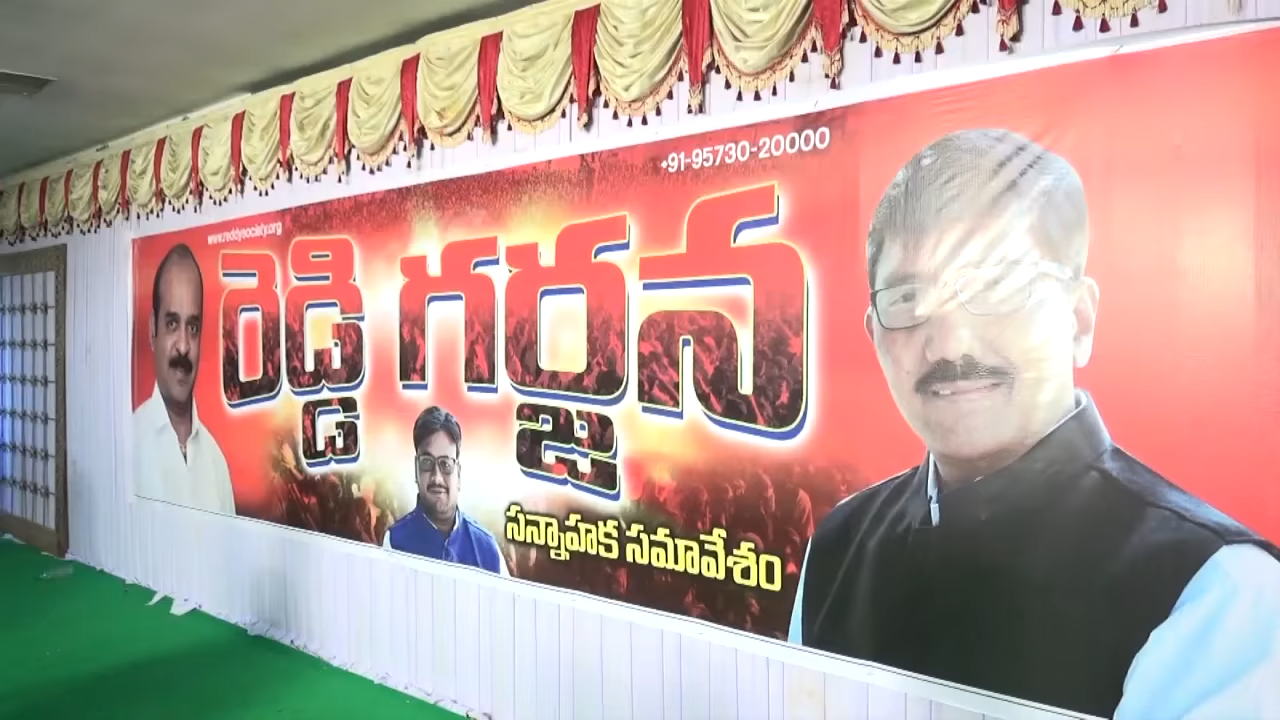 +91-95730-20000
www.reddysociety.org
రెడ్డి గర్జన
సన్నాహక సమావేశం